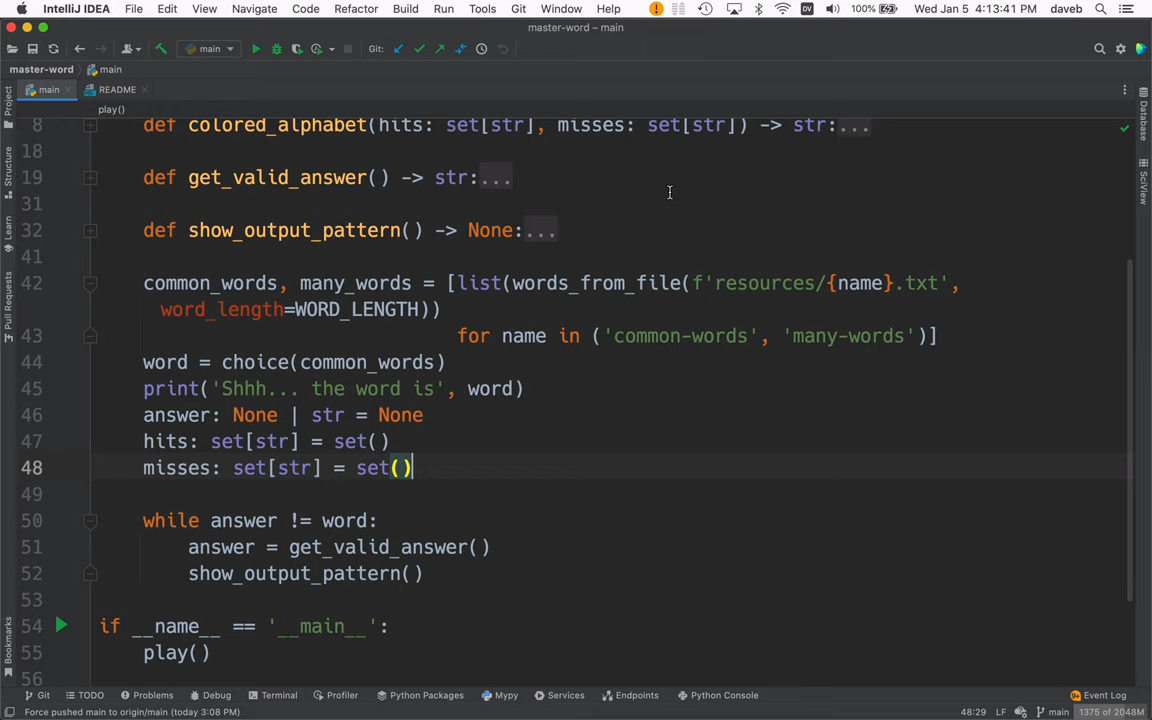 IntelliJ IDEA File Edit View Navigate Code Refactor Build Run Tools Git Window Help DV 100% Wed Jan 5 4:13:41 PM daveb
master-word – main
main Git:
master-word main
main README
play()
Project
Structure
Learn
Pull Requests
Bookmarks
Database
SciView
8 def colored_alphabet(hits: set[str], misses: set[str]) -> str:...
18
19 def get_valid_answer() -> str:...
31
32 def show_output_pattern() -> None:...
41
42 common_words, many_words = [list(words_from_file(f'resources/{name}.txt',
word_length=WORD_LENGTH))
43 for name in ('common-words', 'many-words')]
44 word = choice(common_words)
45 print('Shhh... the word is', word)
46 answer: None | str = None
47 hits: set[str] = set()
48 misses: set[str] = set()
49
50 while answer != word:
51 answer = get_valid_answer()
52 show_output_pattern()
53
54 if __name__ == '__main__':
55 play()
56
Git TODO Problems Debug Terminal Profiler Python Packages Mypy Services Endpoints Python Console 9+ Event Log
Force pushed main to origin/main (today 3:08 PM) 48:29 LF main 1375 of 2048M